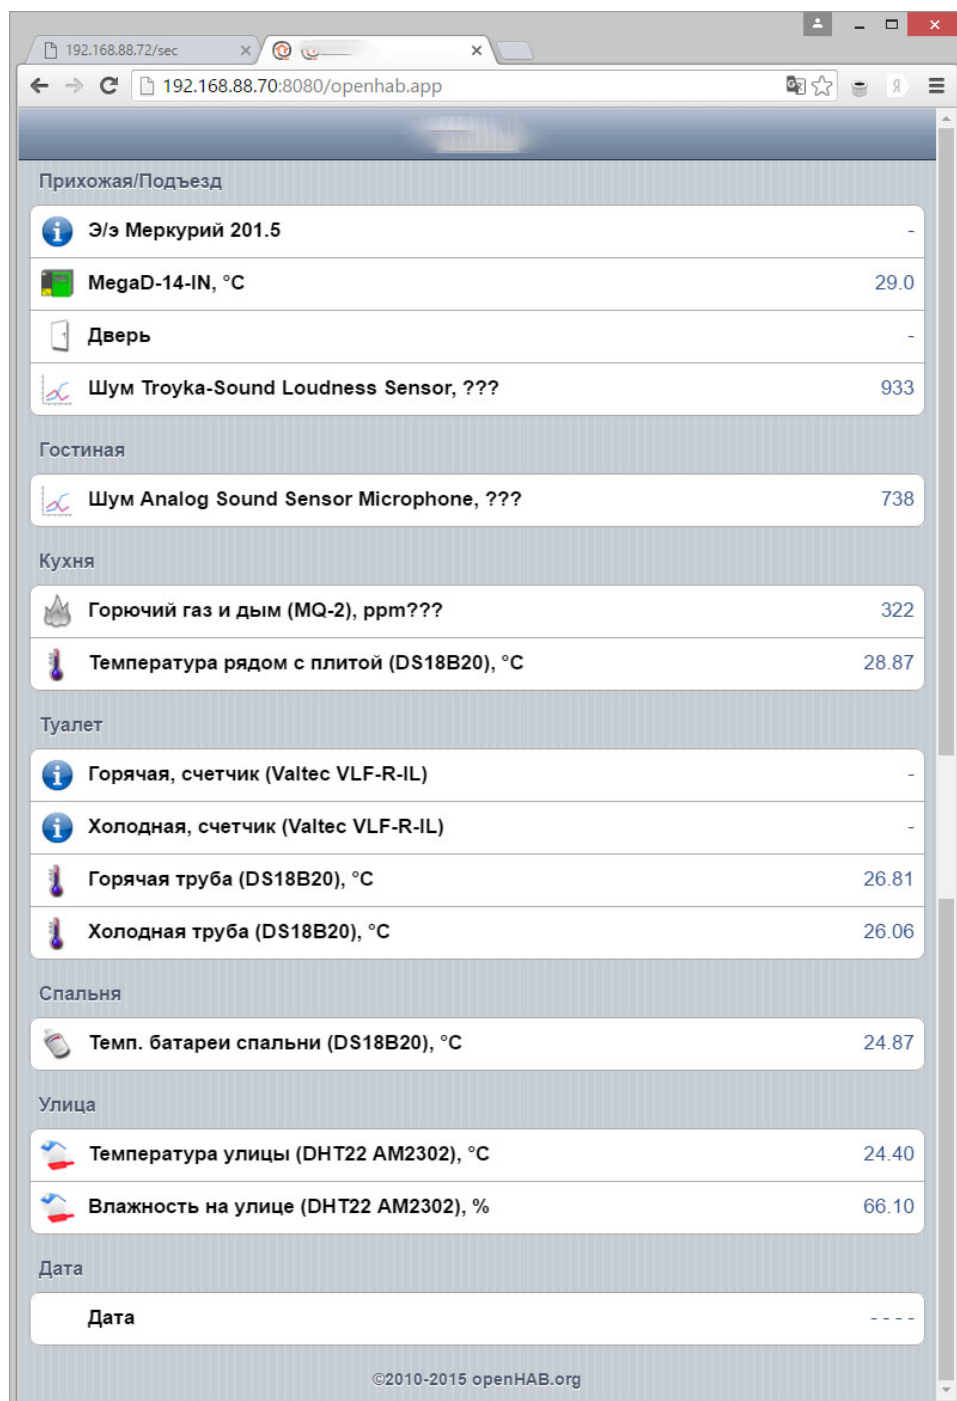 192.168.88.72/sec
192.168.88.70:8080/openhab.app
Прихожая/Подъезд
Э/э Меркурий 201.5 -
MegaD-14-IN, °C 29.0
Дверь -
Шум Troyka-Sound Loudness Sensor, ??? 933
Гостиная
Шум Analog Sound Sensor Microphone, ??? 738
Кухня
Горючий газ и дым (MQ-2), ppm??? 322
Температура рядом с плитой (DS18B20), °C 28.87
Туалет
Горячая, счетчик (Valtec VLF-R-IL) -
Холодная, счетчик (Valtec VLF-R-IL) -
Горячая труба (DS18B20), °C 26.81
Холодная труба (DS18B20), °C 26.06
Спальня
Темп. батареи спальни (DS18B20), °C 24.87
Улица
Температура улицы (DHT22 AM2302), °C 24.40
Влажность на улице (DHT22 AM2302), % 66.10
Дата
Дата ----
©2010-2015 openHAB.org